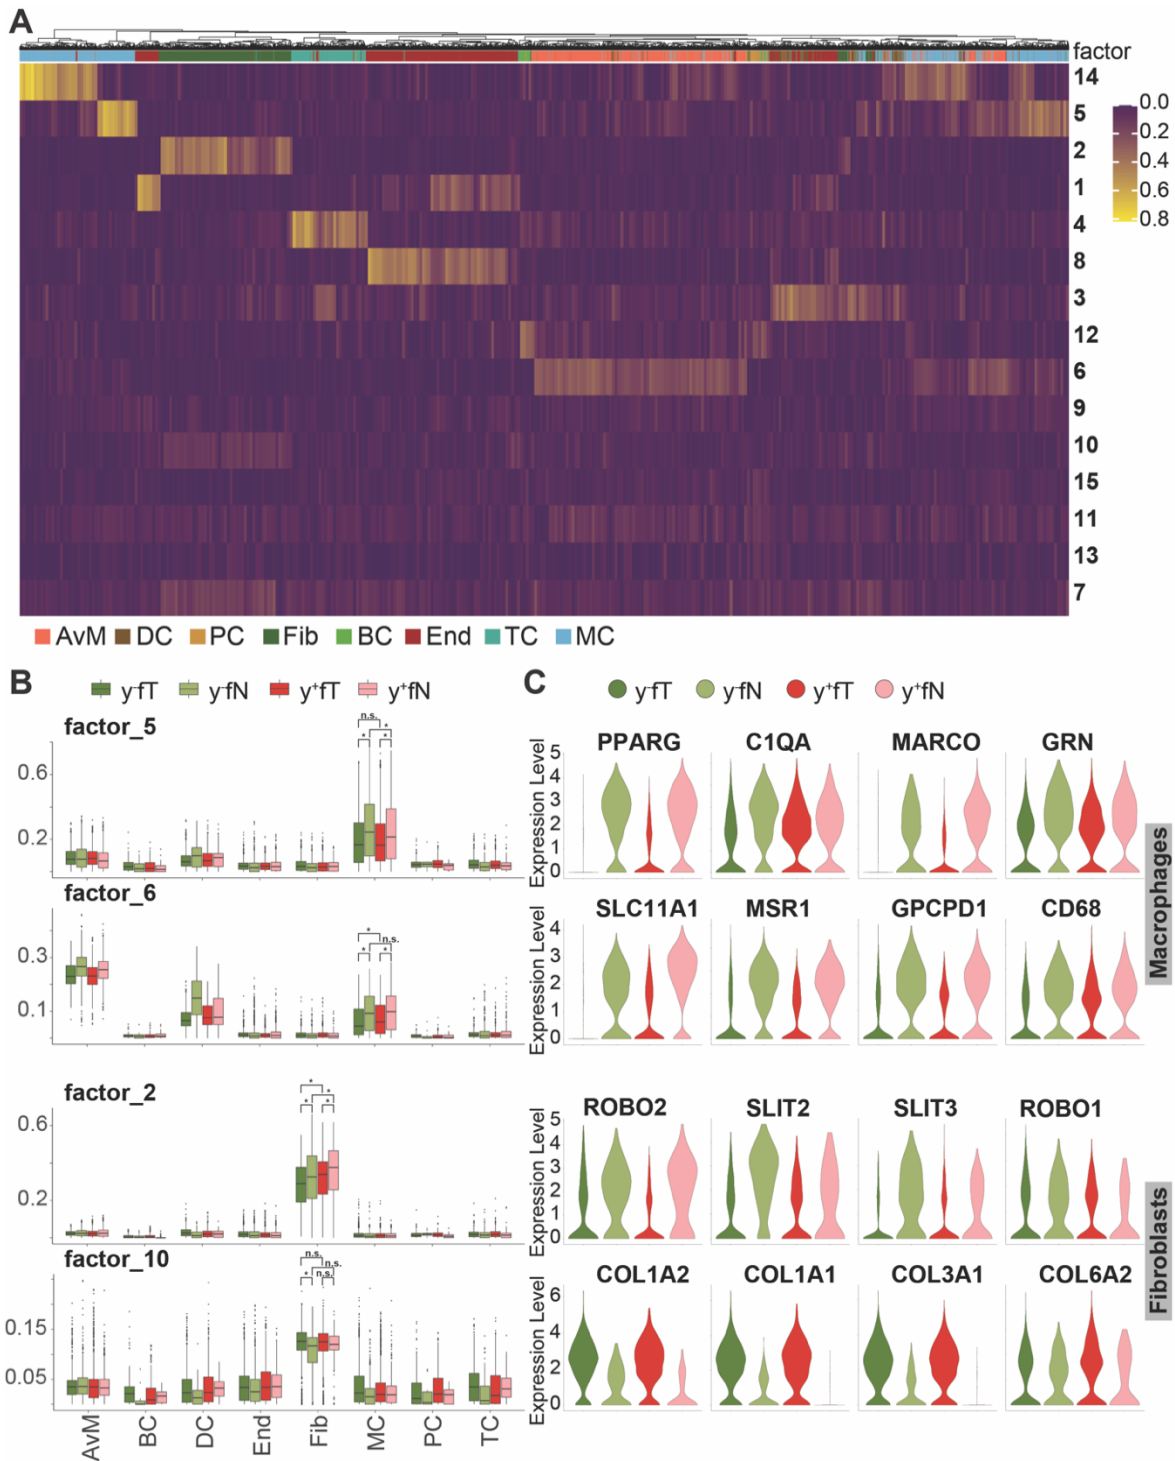 A
factor
14
5
2
1
4
8
3
12
6
9
10
15
11
13
7
0.0
0.2
0.4
0.6
0.8
AvM DC PC Fib BC End TC MC
B
y-fT y-fN y+fT y+fN
factor_5
n.s.
* *
* *
0.6
0.2
factor_6
*
n.s.
* *
0.3
0.1
factor_2
*
*
* *
0.6
0.2
factor_10
n.s.
n.s.
* n.s.
0.15
0.05
AvM BC DC End Fib MC PC TC
C
y-fT y-fN y+fT y+fN
PPARG C1QA MARCO GRN
Expression Level
5
4
3
2
1
0
SLC11A1 MSR1 GPCPD1 CD68
Expression Level
4
3
2
1
0
Macrophages
ROBO2 SLIT2 SLIT3 ROBO1
Expression Level
5
4
3
2
1
0
COL1A2 COL1A1 COL3A1 COL6A2
Expression Level
6
4
2
0
Fibroblasts